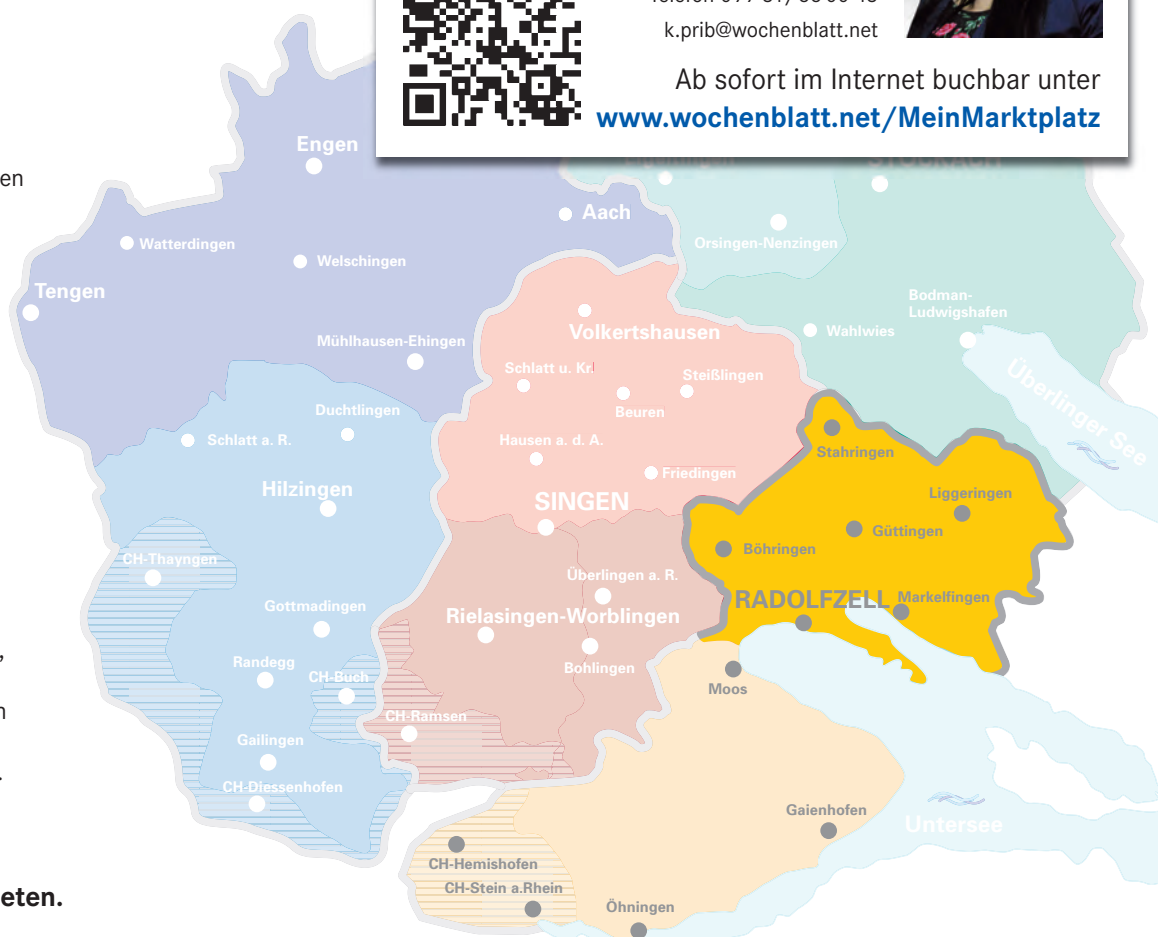 k.prib@wochenblatt.net
Ab sofort im Internet buchbar unter
www.wochenblatt.net/MeinMarktplatz
en
Engen
Aach
Watterdingen
Orsingen-Nenzingen
Welschingen
Tengen
Bodman-
Ludwigshafen
Volkertshausen
Wahlwies
Mühlhausen-Ehingen
Schlatt u. Kr.
Steißlingen
Überlinger See
Duchtlingen
Beuren
Schlatt a. R.
Hausen a. d. A.
Stahringen
Friedingen
Hilzingen
Liggeringen
SINGEN
Güttingen
Böhringen
CH-Thayngen
Überlingen a. R.
RADOLFZELL
Markelfingen
Gottmadingen
Rielasingen-Worblingen
,
Randegg
CH-Buch
Bohlingen
Moos
n
CH-Ramsen
Gailingen
.
CH-Diessenhofen
Gaienhofen
Untersee
CH-Hemishofen
CH-Stein a.Rhein
eten.
Öhningen